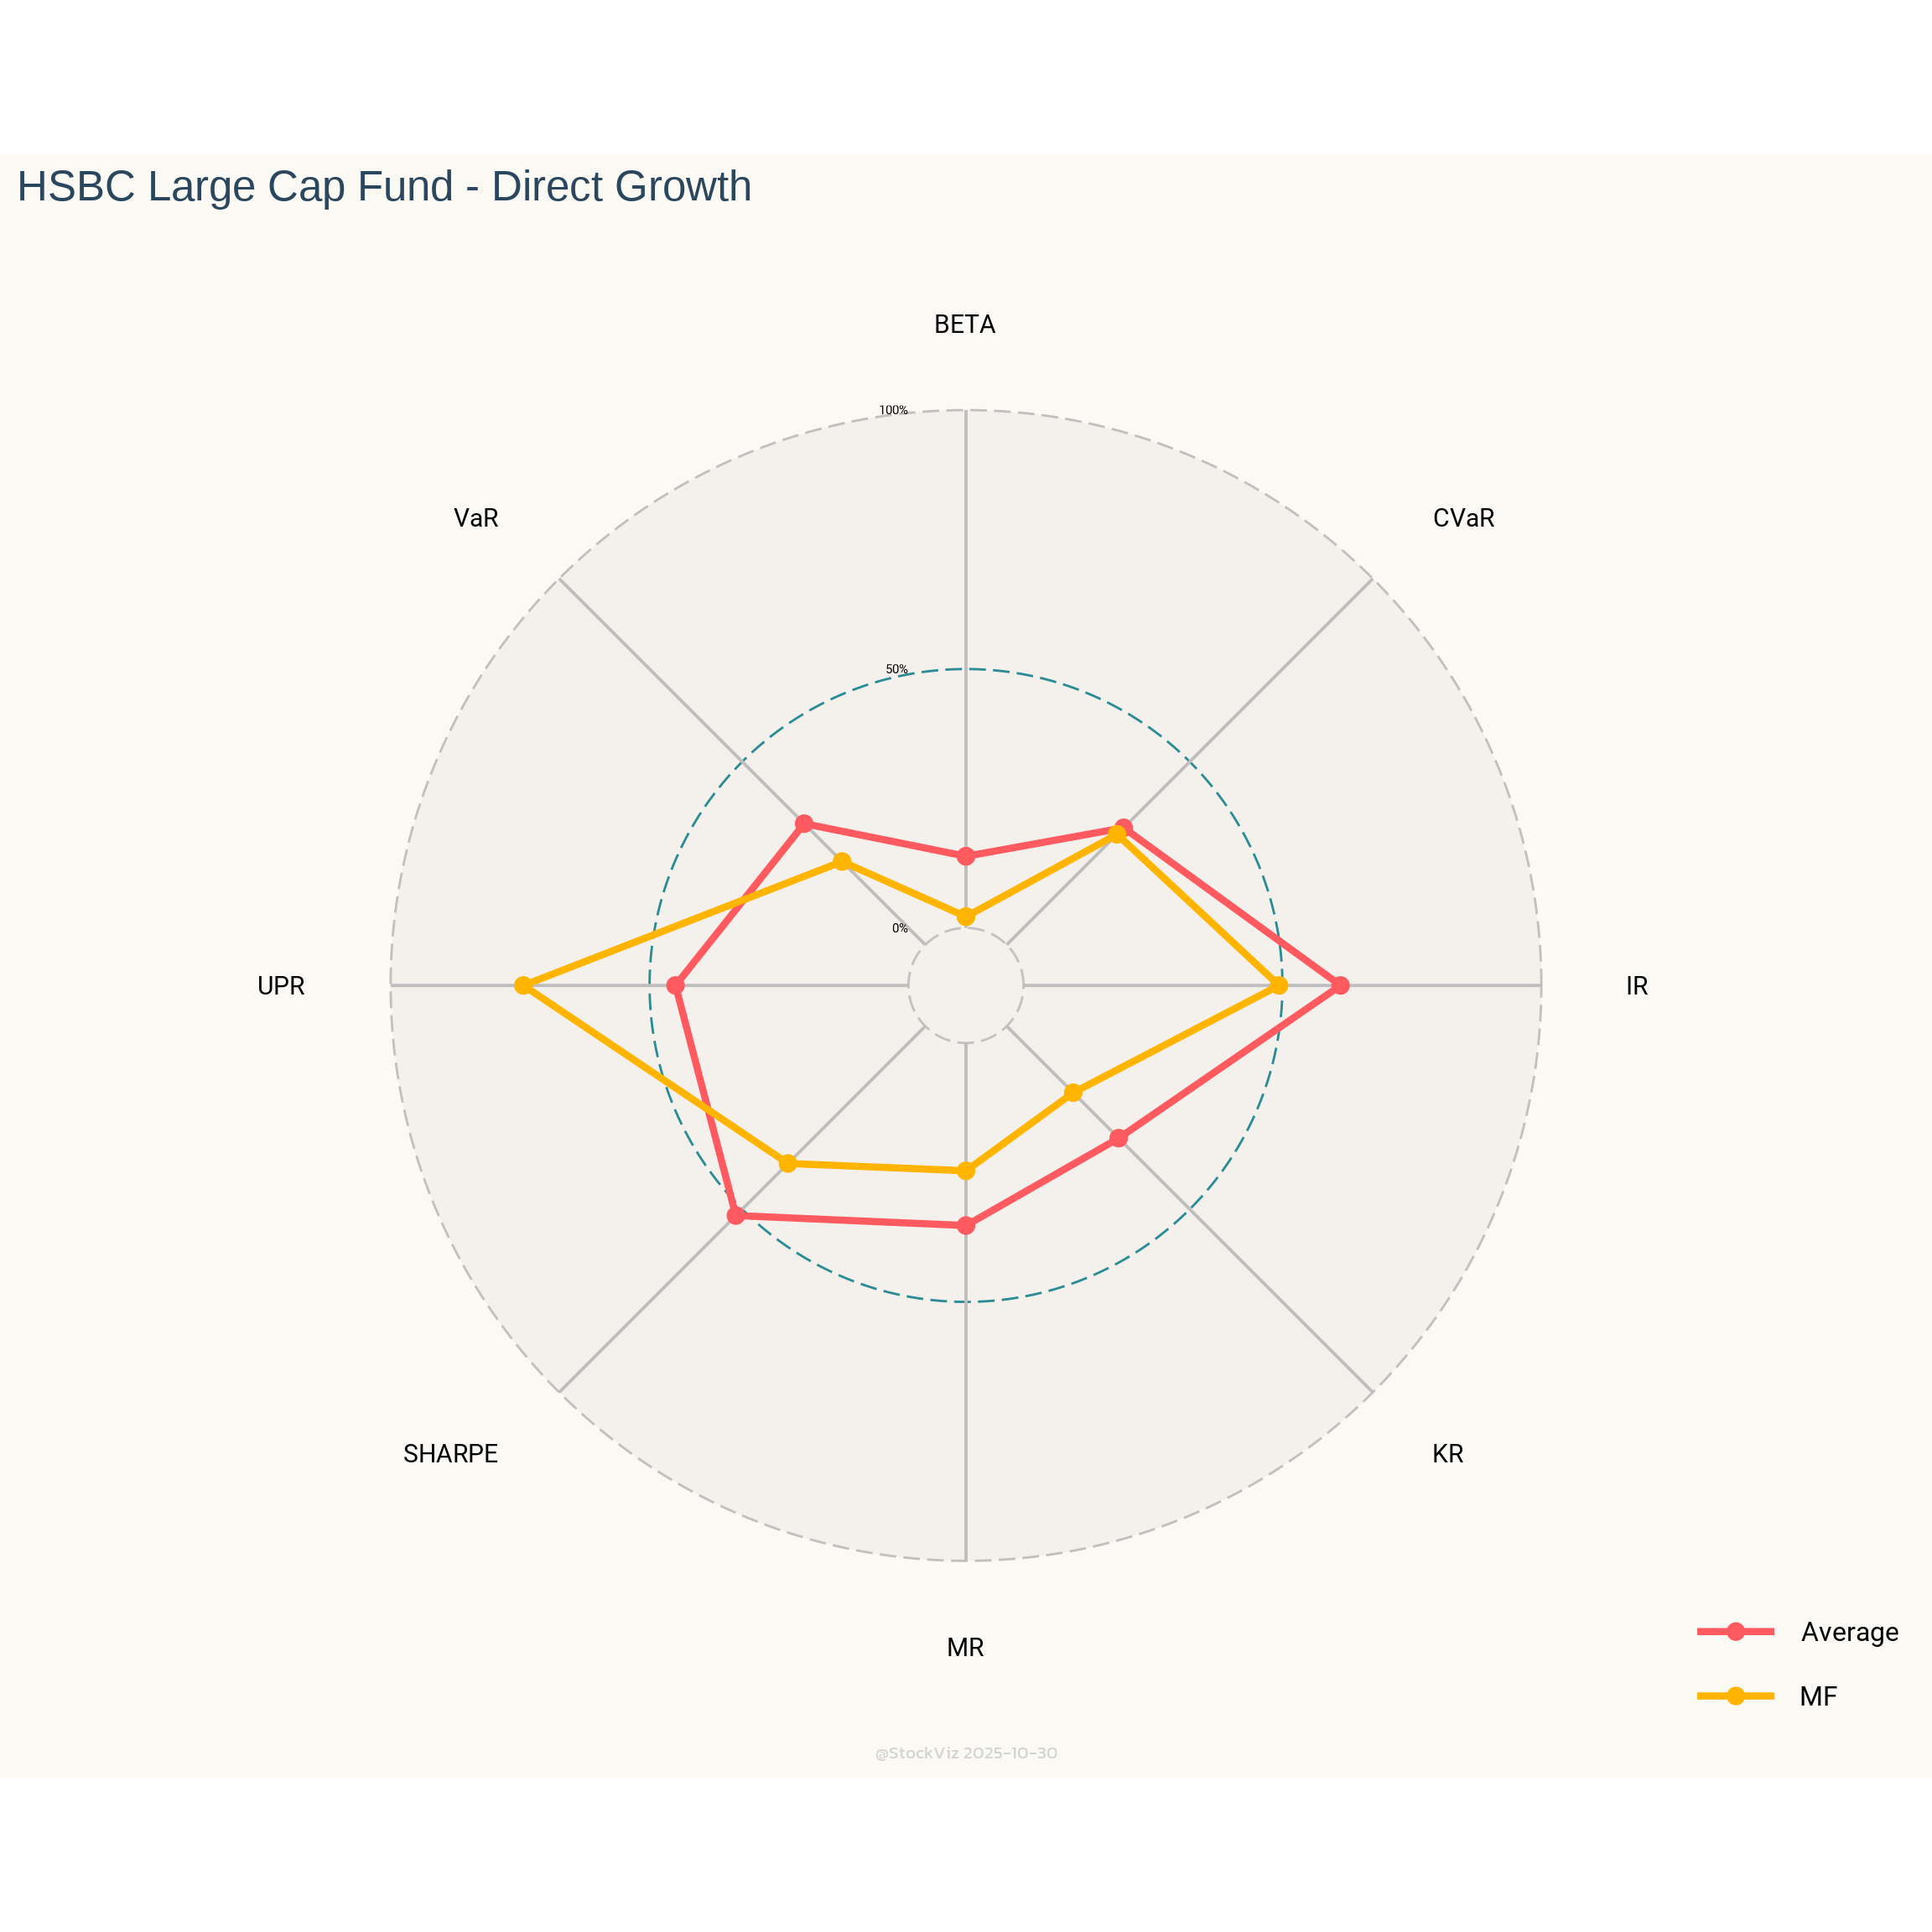 HSBC Large Cap Fund - Direct Growth
BETA
100%
VaR
CVaR
50%
0%
UPR
IR
SHARPE
KR
MR
Average
MF
@StockViz 2025-10-30